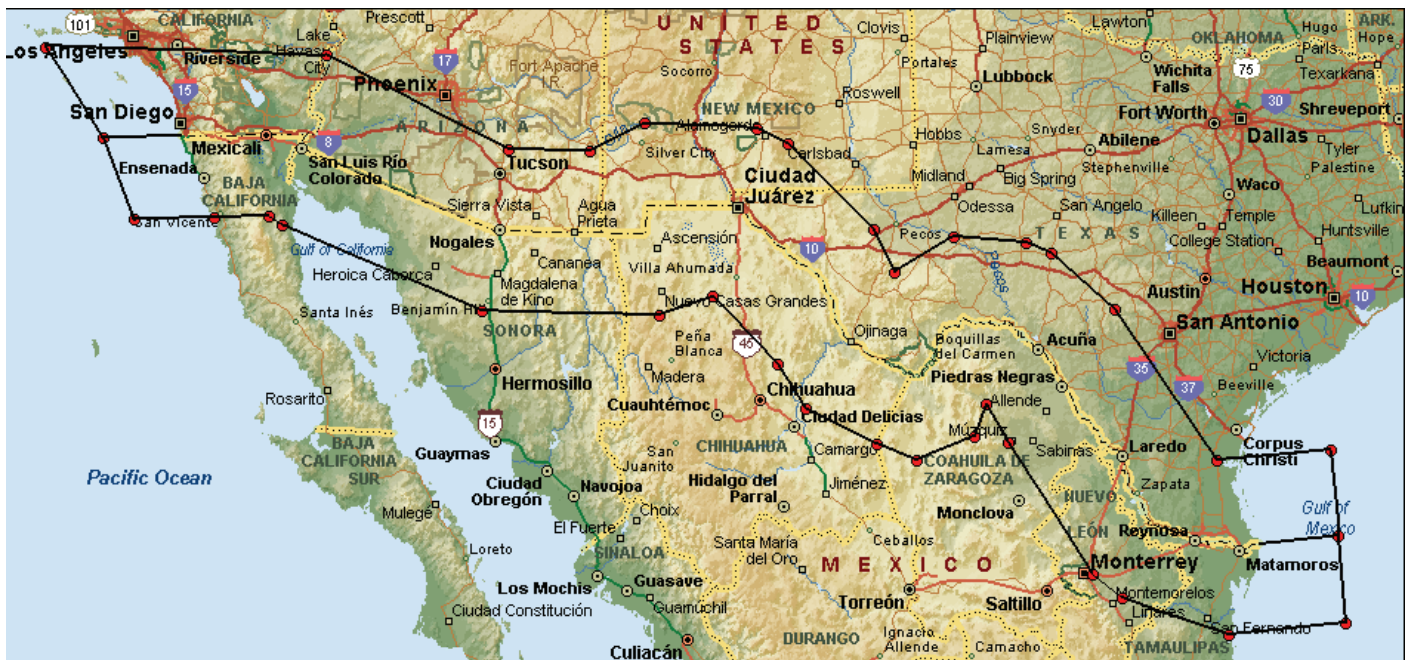 101
CALIFORNIA
Los Angeles
Riverside
Lake
Havasu
City
Prescott
17
Phoenix
Fort Apache
I.R.
UNITED
STATES
Socorro
Clovis
Portales
Plainview
Lubbock
Lawton
OKLAHOMA
Hugo
ARK.
Hope
Paris
Texarkana
Wichita
Falls
75
15
San Diego
ARIZONA
NEW MEXICO
Roswell
Alamogordo
Hobbs
Snyder
Fort Worth
30
Dallas
Shreveport
Mexicali
8
San Luis Río
Colorado
Tucson
Silver City
Carlsbad
Lamesa
Abilene
Stephenville
Tyler
Palestine
Ensenada
BAJA
CALIFORNIA
Ciudad
Juárez
Midland
Big Spring
Odessa
San Angelo
Waco
Killeen
Temple
Lufkin
San Vicente
Sierra Vista
Agua
Prieta
Nogales
Ascensión
10
Pecos
TEXAS
College Station
Huntsville
Gulf of California
Heroica Caborca
Cananea
Villa Ahumada
Pecos
Beaumont
Austin
Houston
10
Magdalena
de Kino
Santa Inés
Benjamín Hill
SONORA
Nuevo Casas Grandes
San Antonio
Peña
Blanca
45
Ojinaga
Boquillas
del Carmen
Acuña
Victoria
35
37
Beeville
Madera
Hermosillo
Rosarito
Chihuahua
Cuauhtémoc
Ciudad Delicias
Piedras Negras
Allende
15
BAJA
CALIFORNIA
SUR
Guaymas
San
Juanito
CHIHUAHUA
Camargo
Múzquiz
Sabinas
COAHUILA DE
ZARAGOZA
Laredo
Corpus
Christi
Pacific Ocean
Ciudad
Obregón
Navojoa
Hidalgo del
Parral
Jiménez
Monclova
NUEVO
LEÓN
Zapata
Gulf of
Mexico
Mulegé
Choix
El Fuerte
SINALOA
Santa María
del Oro
Ceballos
Reynosa
Matamoros
Loreto
Los Mochis
Guasave
Guamuchil
MEXICO
Torreón
Saltillo
Monterrey
Montemorelos
Linares
San Fernando
Ciudad Constitución
Culiacán
DURANGO
Ignacio
Allende
Camacho
TAMAULIPAS